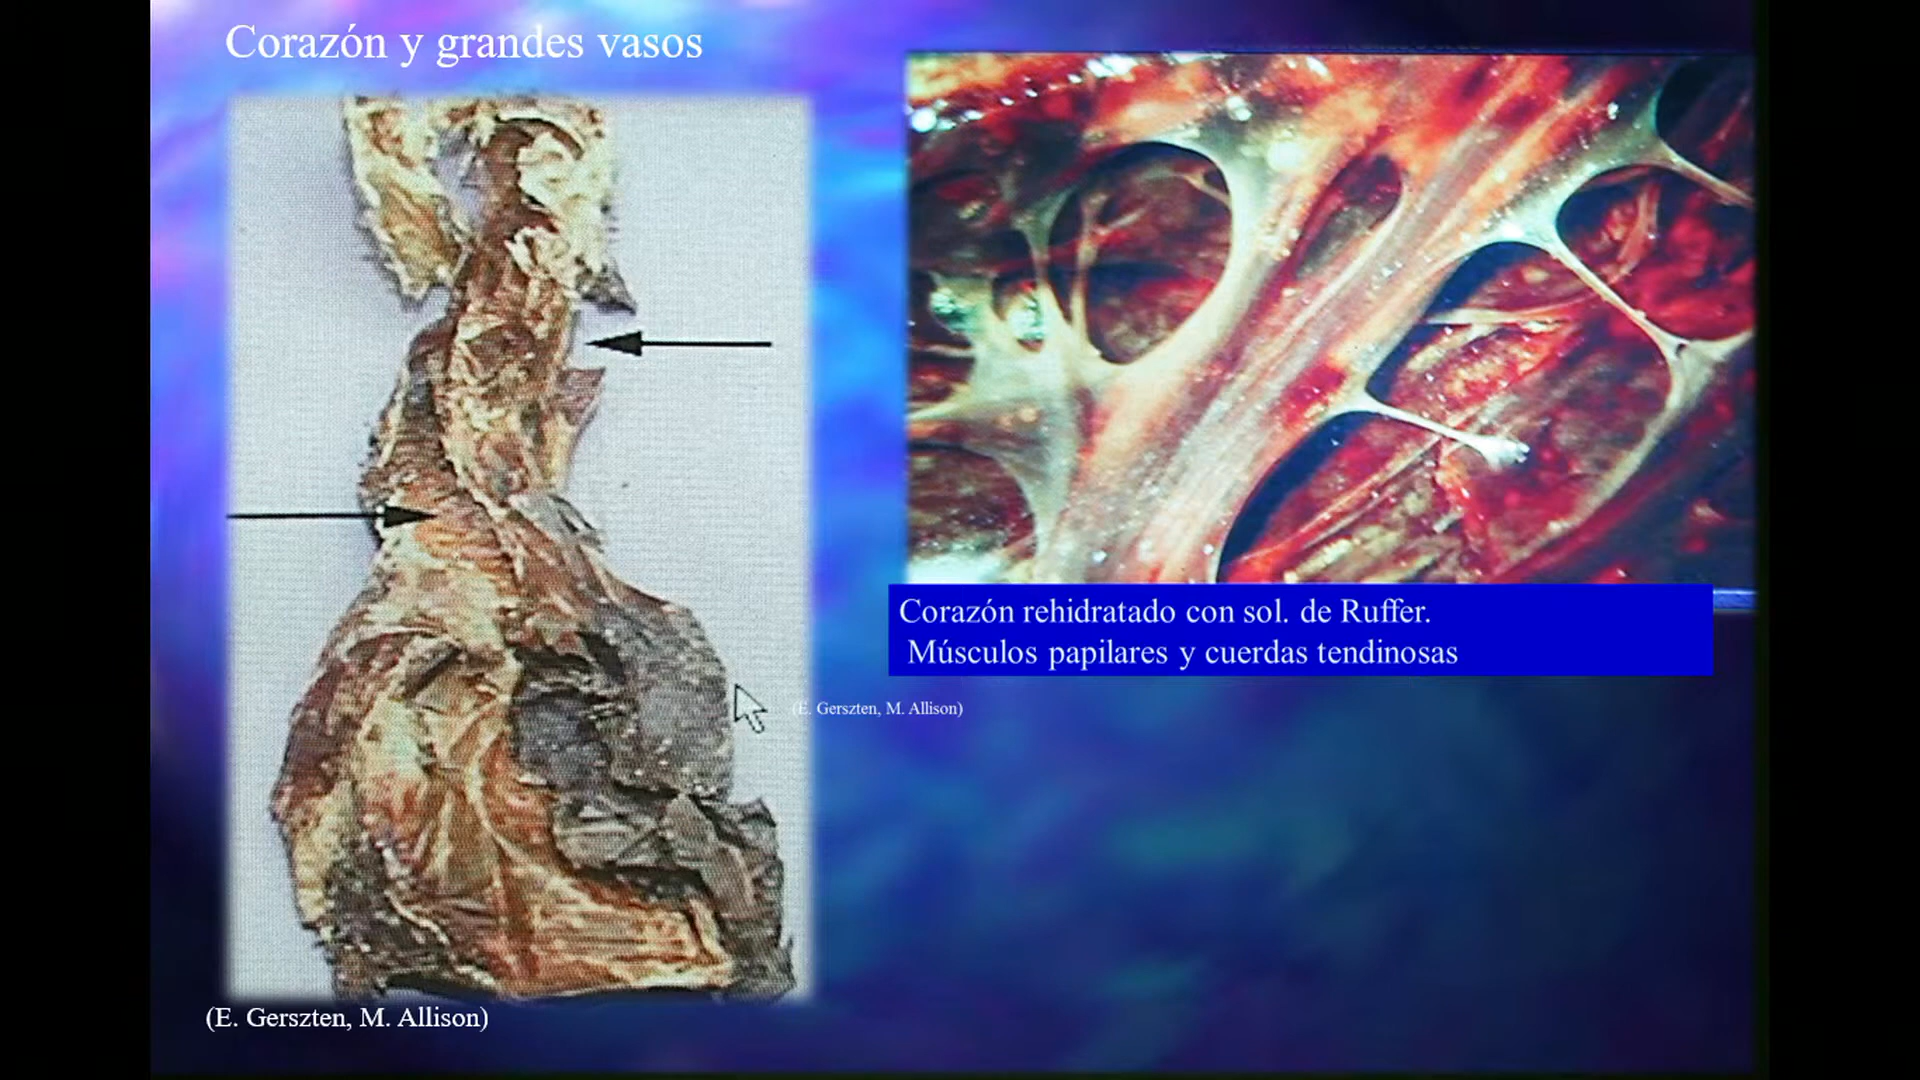 Corazón y grandes vasos
Corazón rehidratado con sol. de Ruffer.
Músculos papilares y cuerdas tendinosas
(E. Gerszten, M. Allison)
(E. Gerszten, M. Allison)